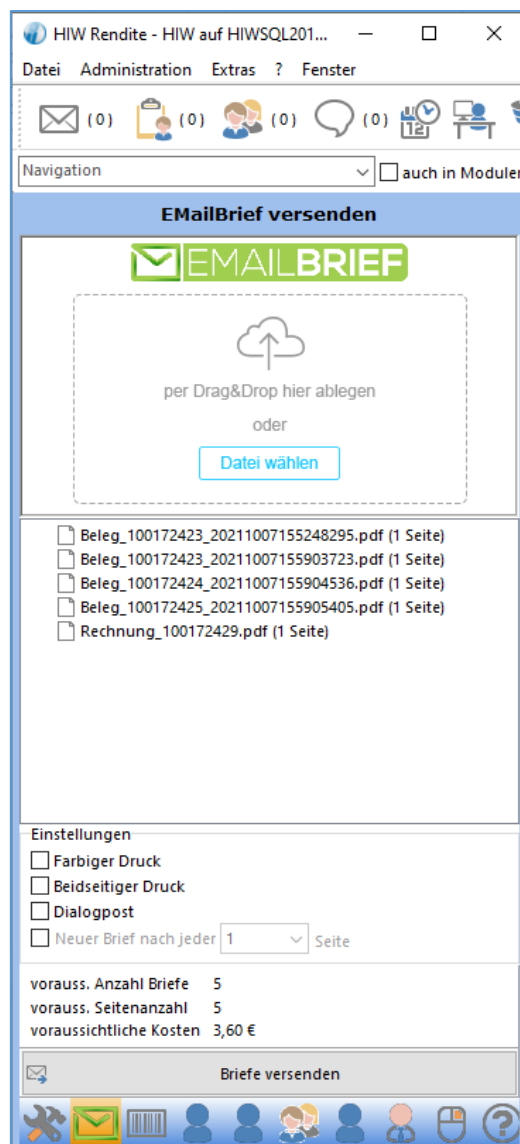 HIW Rendite - HIW auf HIWSQL201...
Datei Administration Extras ? Fenster
(0) (0) (0) (0) 12
Navigation auch in Modulen
EMailBrief versenden
EMAILBRIEF
per Drag&Drop hier ablegen
oder
Datei wählen
Beleg_100172423_20211007155248295.pdf (1 Seite)
Beleg_100172423_20211007155903723.pdf (1 Seite)
Beleg_100172424_20211007155904536.pdf (1 Seite)
Beleg_100172425_20211007155905405.pdf (1 Seite)
Rechnung_100172429.pdf (1 Seite)
Einstellungen
Farbiger Druck
Beidseitiger Druck
Dialogpost
Neuer Brief nach jeder 1 Seite
vorauss. Anzahl Briefe 5
vorauss. Seitenanzahl 5
voraussichtliche Kosten 3,60 €
Briefe versenden